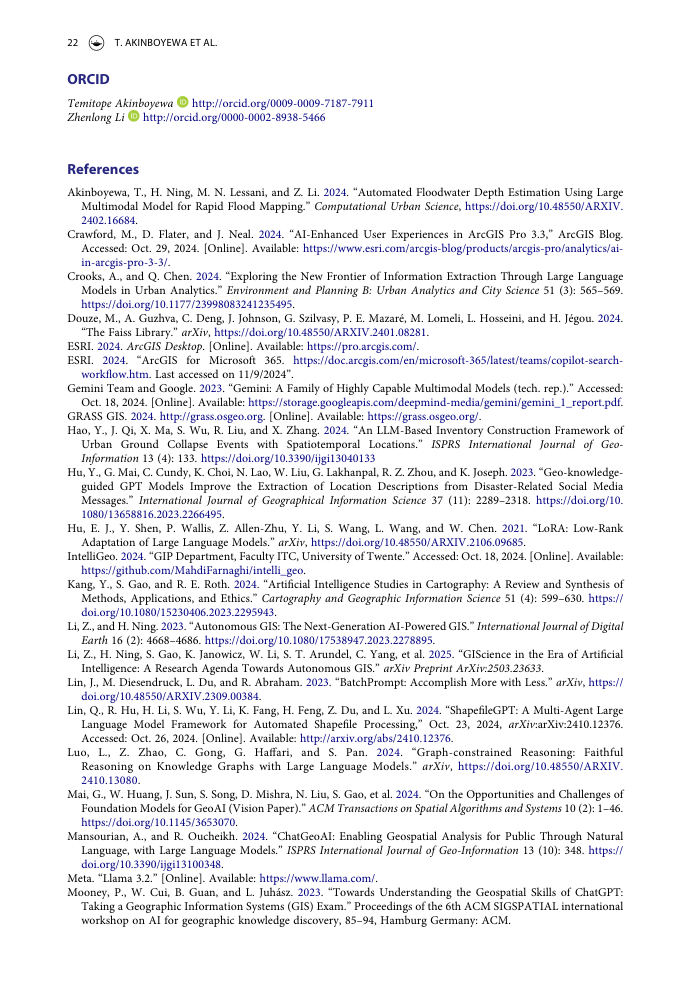 22 T. AKINBOYEWA ET AL.
ORCID
Temitope Akinboyewa http://orcid.org/0009-0009-7187-7911
Zhenlong Li http://orcid.org/0000-0002-8938-5466
References
Akinboyewa, T., H. Ning, M. N. Lessani, and Z. Li. 2024. “Automated Floodwater Depth Estimation Using Large
Multimodal Model for Rapid Flood Mapping.” Computational Urban Science, https://doi.org/10.48550/ARXIV.
2402.16684.
Crawford, M., D. Flater, and J. Neal. 2024. “AI-Enhanced User Experiences in ArcGIS Pro 3.3,” ArcGIS Blog.
Accessed: Oct. 29, 2024. [Online]. Available: https://www.esri.com/arcgis-blog/products/arcgis-pro/analytics/ai-
in-arcgis-pro-3-3/.
Crooks, A., and Q. Chen. 2024. “Exploring the New Frontier of Information Extraction Through Large Language
Models in Urban Analytics.” Environment and Planning B: Urban Analytics and City Science 51 (3): 565–569.
https://doi.org/10.1177/23998083241235495.
Douze, M., A. Guzhva, C. Deng, J. Johnson, G. Szilvasy, P. E. Mazaré, M. Lomeli, L. Hosseini, and H. Jégou. 2024.
“The Faiss Library.” arXiv, https://doi.org/10.48550/ARXIV.2401.08281.
ESRI. 2024. ArcGIS Desktop. [Online]. Available: https://pro.arcgis.com/.
ESRI. 2024. “ArcGIS for Microsoft 365. https://doc.arcgis.com/en/microsoft-365/latest/teams/copilot-search-
workflow.htm. Last accessed on 11/9/2024”.
Gemini Team and Google. 2023. “Gemini: A Family of Highly Capable Multimodal Models (tech. rep.).” Accessed:
Oct. 18, 2024. [Online]. Available: https://storage.googleapis.com/deepmind-media/gemini/gemini_1_report.pdf.
GRASS GIS. 2024. http://grass.osgeo.org. [Online]. Available: https://grass.osgeo.org/.
Hao, Y., J. Qi, X. Ma, S. Wu, R. Liu, and X. Zhang. 2024. “An LLM-Based Inventory Construction Framework of
Urban Ground Collapse Events with Spatiotemporal Locations.” ISPRS International Journal of Geo-
Information 13 (4): 133. https://doi.org/10.3390/ijgi13040133
Hu, Y., G. Mai, C. Cundy, K. Choi, N. Lao, W. Liu, G. Lakhanpal, R. Z. Zhou, and K. Joseph. 2023. “Geo-knowledge-
guided GPT Models Improve the Extraction of Location Descriptions from Disaster-Related Social Media
Messages.” International Journal of Geographical Information Science 37 (11): 2289–2318. https://doi.org/10.
1080/13658816.2023.2266495.
Hu, E. J., Y. Shen, P. Wallis, Z. Allen-Zhu, Y. Li, S. Wang, L. Wang, and W. Chen. 2021. “LoRA: Low-Rank
Adaptation of Large Language Models.” arXiv, https://doi.org/10.48550/ARXIV.2106.09685.
IntelliGeo. 2024. “GIP Department, Faculty ITC, University of Twente.” Accessed: Oct. 18, 2024. [Online]. Available:
https://github.com/MahdiFarnaghi/intelli_geo.
Kang, Y., S. Gao, and R. E. Roth. 2024. “Artificial Intelligence Studies in Cartography: A Review and Synthesis of
Methods, Applications, and Ethics.” Cartography and Geographic Information Science 51 (4): 599–630. https://
doi.org/10.1080/15230406.2023.2295943.
Li, Z., and H. Ning. 2023. “Autonomous GIS: The Next-Generation AI-Powered GIS.” International Journal of Digital
Earth 16 (2): 4668–4686. https://doi.org/10.1080/17538947.2023.2278895.
Li, Z., H. Ning, S. Gao, K. Janowicz, W. Li, S. T. Arundel, C. Yang, et al. 2025. “GIScience in the Era of Artificial
Intelligence: A Research Agenda Towards Autonomous GIS.” arXiv Preprint ArXiv:2503.23633.
Lin, J., M. Diesendruck, L. Du, and R. Abraham. 2023. “BatchPrompt: Accomplish More with Less.” arXiv, https://
doi.org/10.48550/ARXIV.2309.00384.
Lin, Q., R. Hu, H. Li, S. Wu, Y. Li, K. Fang, H. Feng, Z. Du, and L. Xu. 2024. “ShapefileGPT: A Multi-Agent Large
Language Model Framework for Automated Shapefile Processing,” Oct. 23, 2024, arXiv:arXiv:2410.12376.
Accessed: Oct. 26, 2024. [Online]. Available: http://arxiv.org/abs/2410.12376.
Luo, L., Z. Zhao, C. Gong, G. Haffari, and S. Pan. 2024. “Graph-constrained Reasoning: Faithful
Reasoning on Knowledge Graphs with Large Language Models.” arXiv, https://doi.org/10.48550/ARXIV.
2410.13080.
Mai, G., W. Huang, J. Sun, S. Song, D. Mishra, N. Liu, S. Gao, et al. 2024. “On the Opportunities and Challenges of
Foundation Models for GeoAI (Vision Paper).” ACM Transactions on Spatial Algorithms and Systems 10 (2): 1–46.
https://doi.org/10.1145/3653070.
Mansourian, A., and R. Oucheikh. 2024. “ChatGeoAI: Enabling Geospatial Analysis for Public Through Natural
Language, with Large Language Models.” ISPRS International Journal of Geo-Information 13 (10): 348. https://
doi.org/10.3390/ijgi13100348.
Meta. “Llama 3.2.” [Online]. Available: https://www.llama.com/.
Mooney, P., W. Cui, B. Guan, and L. Juhász. 2023. “Towards Understanding the Geospatial Skills of ChatGPT:
Taking a Geographic Information Systems (GIS) Exam.” Proceedings of the 6th ACM SIGSPATIAL international
workshop on AI for geographic knowledge discovery, 85–94, Hamburg Germany: ACM.